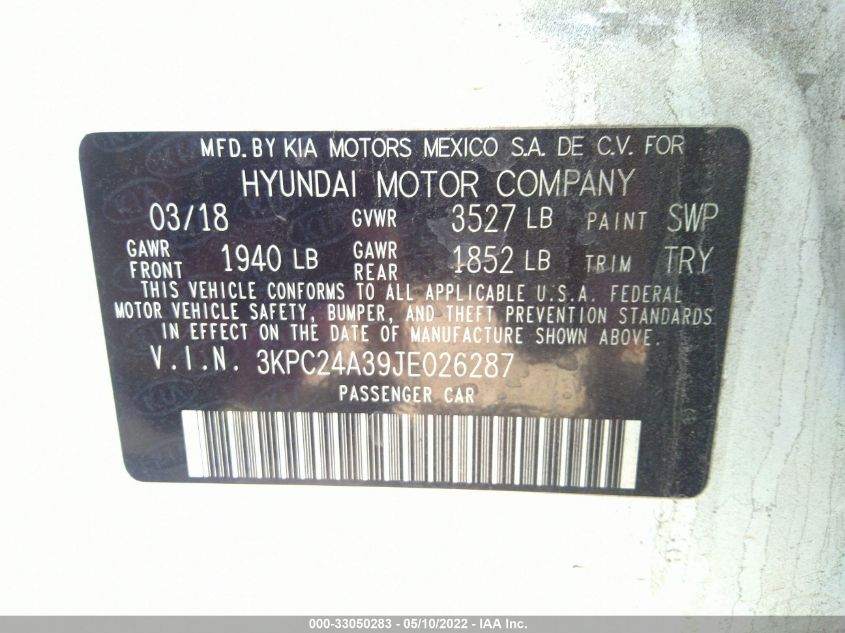 MFD. BY KIA MOTORS MEXICO S.A. DE C.V. FOR
HYUNDAI MOTOR COMPANY
03/18 GVWR 3527 LB PAINT SWP
GAWR FRONT 1940 LB GAWR REAR 1852 LB TRIM TRY
THIS VEHICLE CONFORMS TO ALL APPLICABLE U.S.A. FEDERAL
MOTOR VEHICLE SAFETY, BUMPER, AND THEFT PREVENTION STANDARDS
IN EFFECT ON THE DATE OF MANUFACTURE SHOWN ABOVE.
V.I.N. 3KPC24A39JE026287
PASSENGER CAR
000-33050283 - 05/10/2022 - IAA Inc.